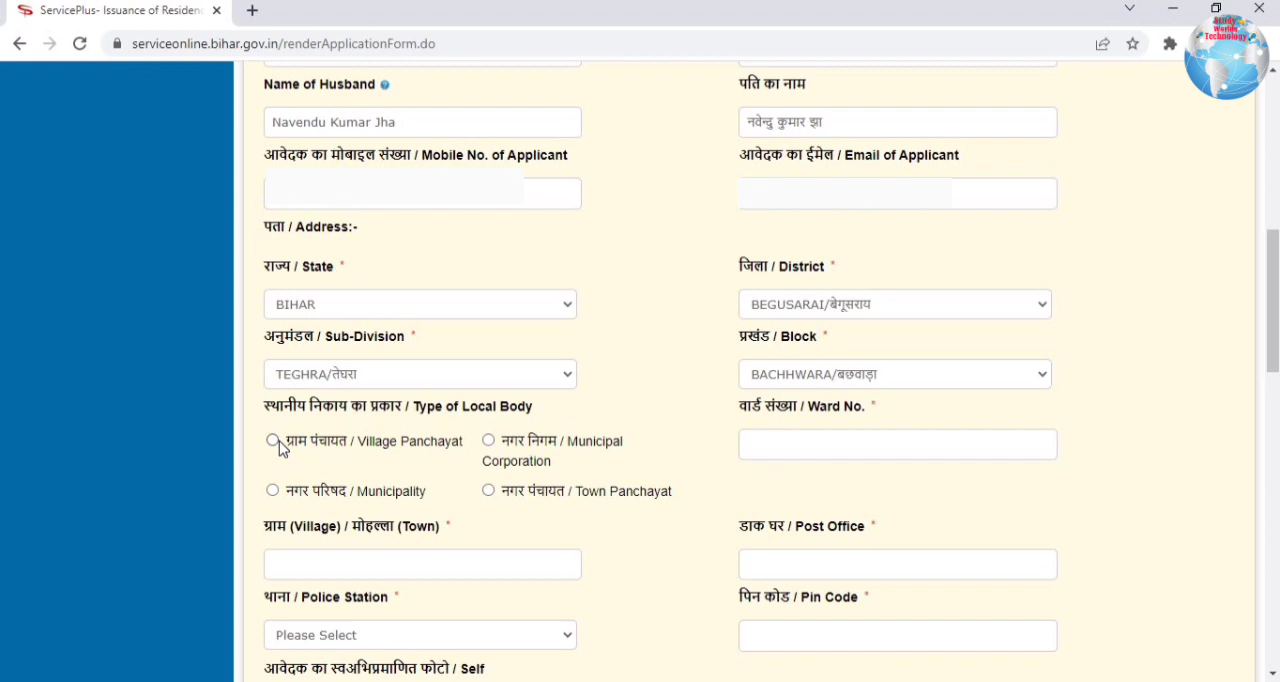 ServicePlus- Issuance of Residen
serviceonline.bihar.gov.in/renderApplicationForm.do
Study
Worlds
Technology
Name of Husband
पति का नाम
Navendu Kumar Jha
नवेन्दु कुमार झा
आवेदक का मोबाइल संख्या / Mobile No. of Applicant
आवेदक का ईमेल / Email of Applicant
पता / Address:-
राज्य / State *
जिला / District *
BIHAR
BEGUSARAI/बेगूसराय
अनुमंडल / Sub-Division *
प्रखंड / Block *
TEGHRA/तेघरा
BACHHWARA/बछवाड़ा
स्थानीय निकाय का प्रकार / Type of Local Body
वार्ड संख्या / Ward No. *
ग्राम पंचायत / Village Panchayat
नगर निगम / Municipal
Corporation
नगर परिषद / Municipality
नगर पंचायत / Town Panchayat
ग्राम (Village) / मोहल्ला (Town) *
डाक घर / Post Office *
थाना / Police Station *
पिन कोड / Pin Code *
Please Select
आवेदक का स्वअभिप्रमाणित फोटो / Self